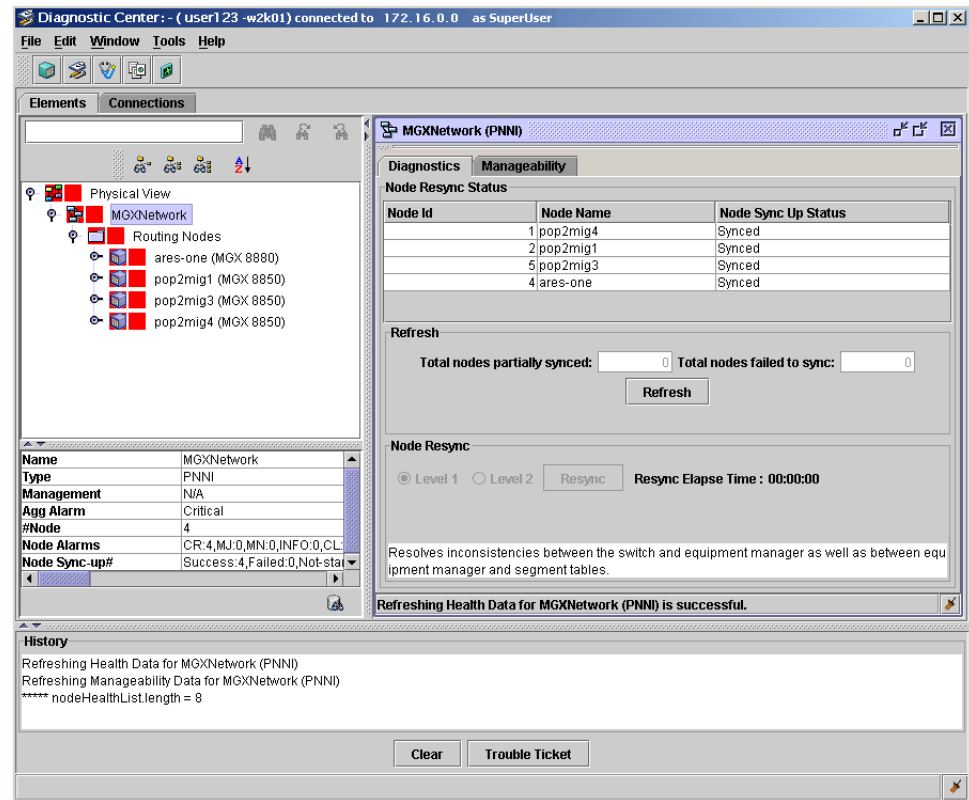 Diagnostic Center: - ( user123 -w2k01) connected to 172.16.0.0 as SuperUser
File Edit Window Tools Help
Elements Connections
Physical View
MGXNetwork
Routing Nodes
ares-one (MGX 8880)
pop2mig1 (MGX 8850)
pop2mig3 (MGX 8850)
pop2mig4 (MGX 8850)
Name MGXNetwork
Type PNNI
Management N/A
Agg Alarm Critical
#Node 4
Node Alarms CR:4,MJ:0,MN:0,INFO:0,CL:
Node Sync-up# Success:4,Failed:0,Not-star
MGXNetwork (PNNI)
Diagnostics Manageability
Node Resync Status
Node Id Node Name Node Sync Up Status
1 pop2mig4 Synced
2 pop2mig1 Synced
5 pop2mig3 Synced
4 ares-one Synced
Refresh
Total nodes partially synced: 0 Total nodes failed to sync: 0
Refresh
Node Resync
Level 1 Level 2 Resync Resync Elapse Time : 00:00:00
Resolves inconsistencies between the switch and equipment manager as well as between equ
ipment manager and segment tables.
Refreshing Health Data for MGXNetwork (PNNI) is successful.
History
Refreshing Health Data for MGXNetwork (PNNI)
Refreshing Manageability Data for MGXNetwork (PNNI)
***** nodeHealthList.length = 8
Clear Trouble Ticket